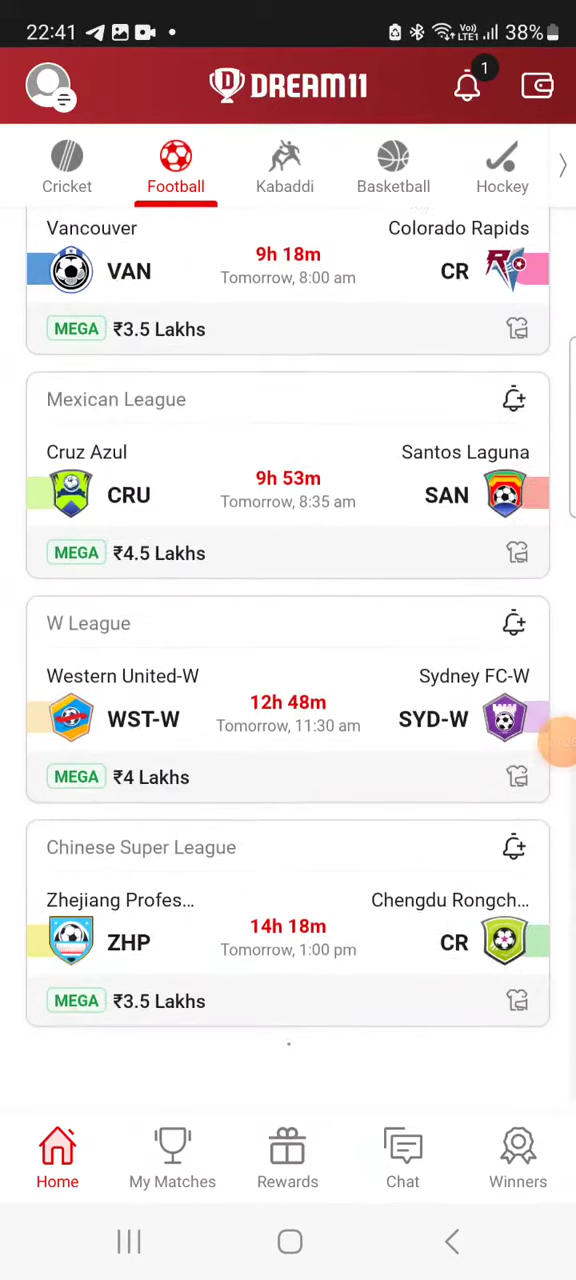 22:41 Vo) LTE1 38%
DREAM11 1
Cricket Football Kabaddi Basketball Hockey
Vancouver Colorado Rapids
VAN 9h 18m CR
Tomorrow, 8:00 am
MEGA ₹3.5 Lakhs
Mexican League
Cruz Azul Santos Laguna
CRU 9h 53m SAN
Tomorrow, 8:35 am
MEGA ₹4.5 Lakhs
W League
Western United-W Sydney FC-W
WST-W 12h 48m SYD-W
Tomorrow, 11:30 am
MEGA ₹4 Lakhs
Chinese Super League
Zhejiang Profes... Chengdu Rongch...
ZHP 14h 18m CR
Tomorrow, 1:00 pm
MEGA ₹3.5 Lakhs
Home My Matches Rewards Chat Winners